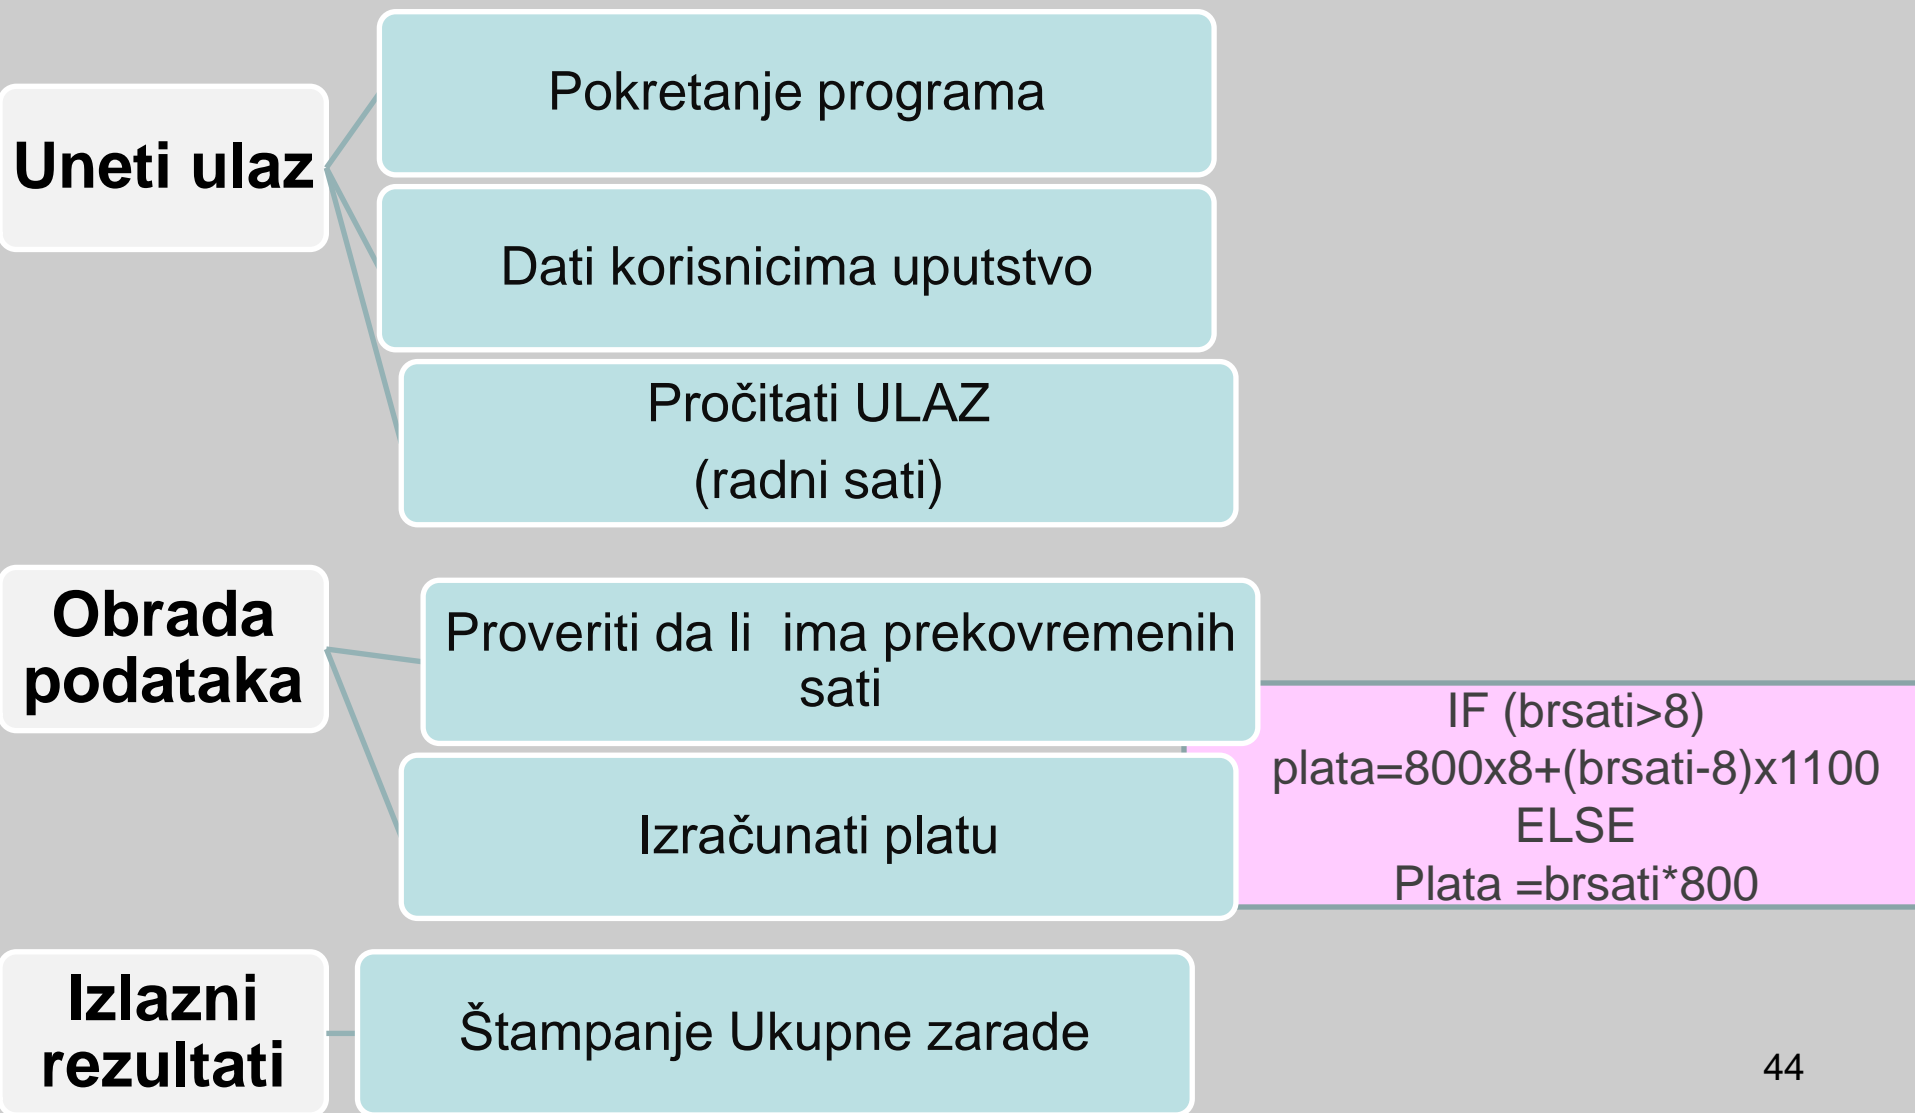 Uneti ulaz
Pokretanje programa
Dati korisnicima uputstvo
Pročitati ULAZ
(radni sati)
Obrada
podataka
Proveriti da li  ima prekovremenih
sati
Izračunati platu
IF (brsati>8)
plata=800x8+(brsati-8)x1100
ELSE
Plata =brsati*800
Izlazni
rezultati
Štampanje Ukupne zarade
44